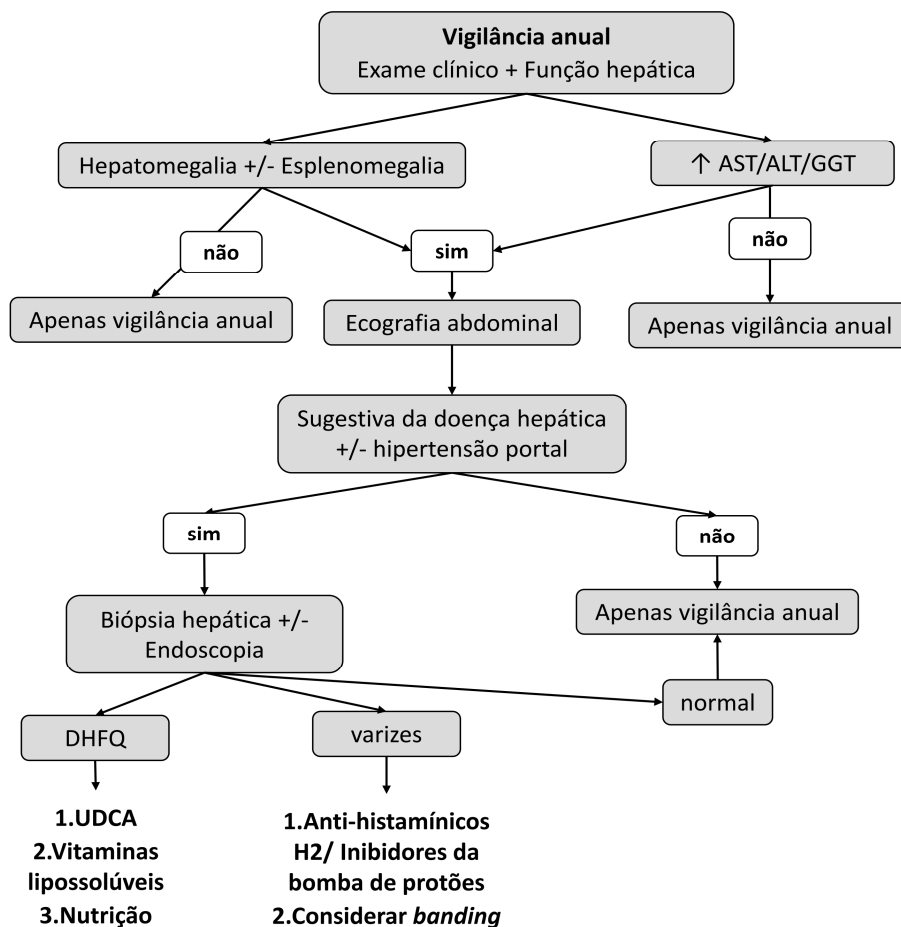 Vigilância anual
Exame clínico + Função hepática
Hepatomegalia +/- Esplenomegalia
↑ AST/ALT/GGT
não
sim
não
Apenas vigilância anual
Ecografia abdominal
Apenas vigilância anual
Sugestiva da doença hepática
+/- hipertensão portal
sim
não
Biópsia hepática +/-
Endoscopia
Apenas vigilância anual
normal
DHFQ
varizes
1.UDCA
2.Vitaminas
lipossolúveis
3.Nutrição
1.Anti-histamínicos
H2/ Inibidores da
bomba de protões
2.Considerar banding